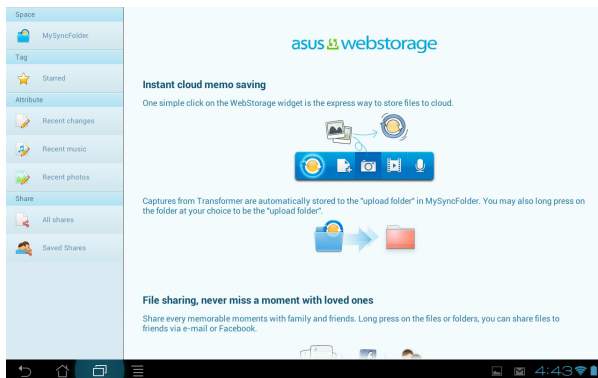 Space
MySyncFolder
Tag
Starred
Attribute
Recent changes
Recent music
Recent photos
Share
All shares
Saved Shares
asus webstorage
Instant cloud memo saving
One simple click on the WebStorage widget is the express way to store files to cloud.
Captures from Transformer are automatically stored to the "upload folder" in MySyncFolder. You may also long press on
the folder at your choice to be the "upload folder".
File sharing, never miss a moment with loved ones
Share every memorable moments with family and friends. Long press on the files or folders, you can share files to
friends via e-mail or Facebook.
4:43